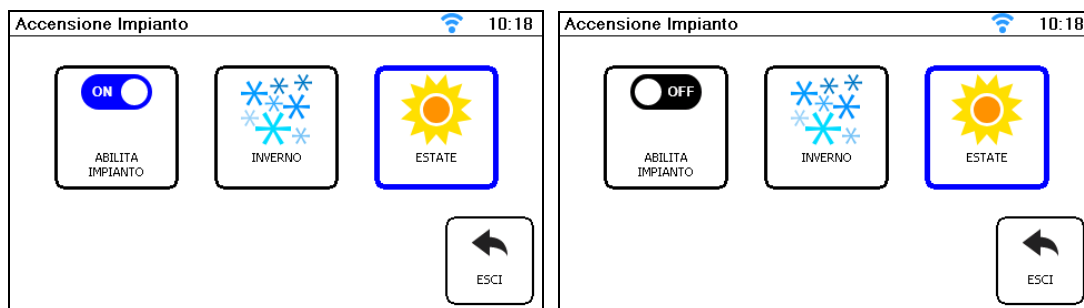 Accensione Impianto 10:18
ON
ABILITA
IMPIANTO
INVERNO
ESTATE
ESCI
Accensione Impianto 10:18
OFF
ABILITA
IMPIANTO
INVERNO
ESTATE
ESCI